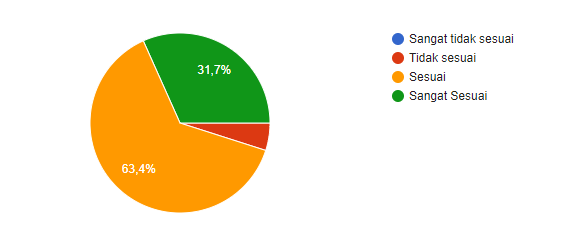 Sangat tidak sesuai
Tidak sesuai
Sesuai
Sangat Sesuai
31,7%
63,4%